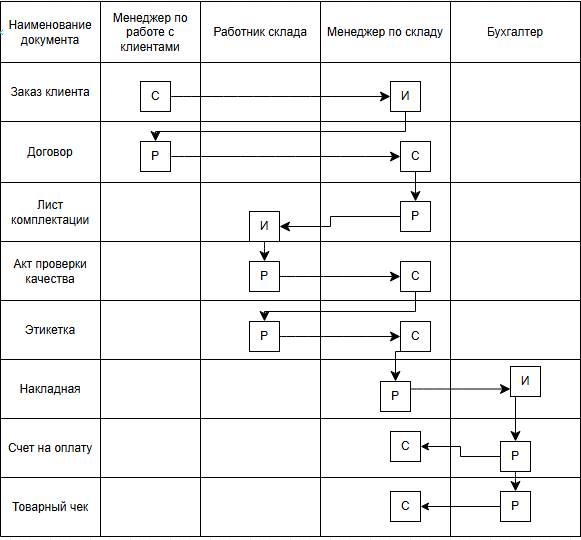 Наименование документа
Менеджер по работе с клиентами
Работник склада
Менеджер по складу
Бухгалтер
Заказ клиента
С
И
Договор
Р
С
Лист комплектации
И
Р
Акт проверки качества
Р
С
Этикетка
Р
С
Накладная
Р
И
Счет на оплату
С
Р
Товарный чек
С
Р